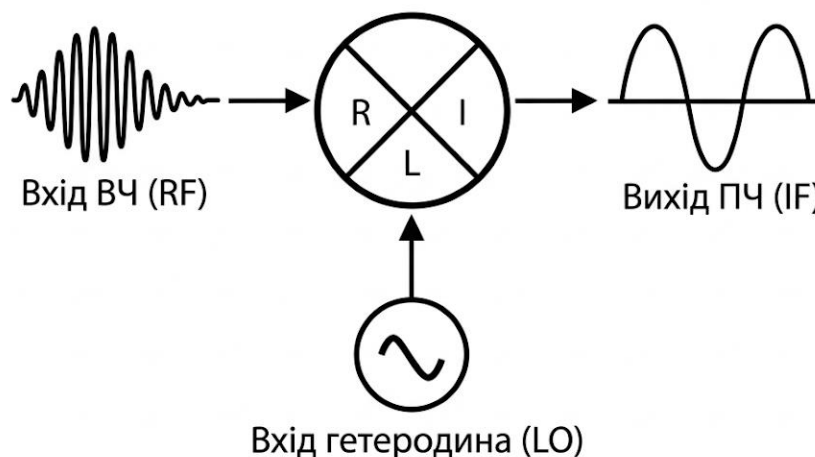 R
I
L
Вхід ВЧ (RF)
Вихід ПЧ (IF)
Вхід гетеродина (LO)